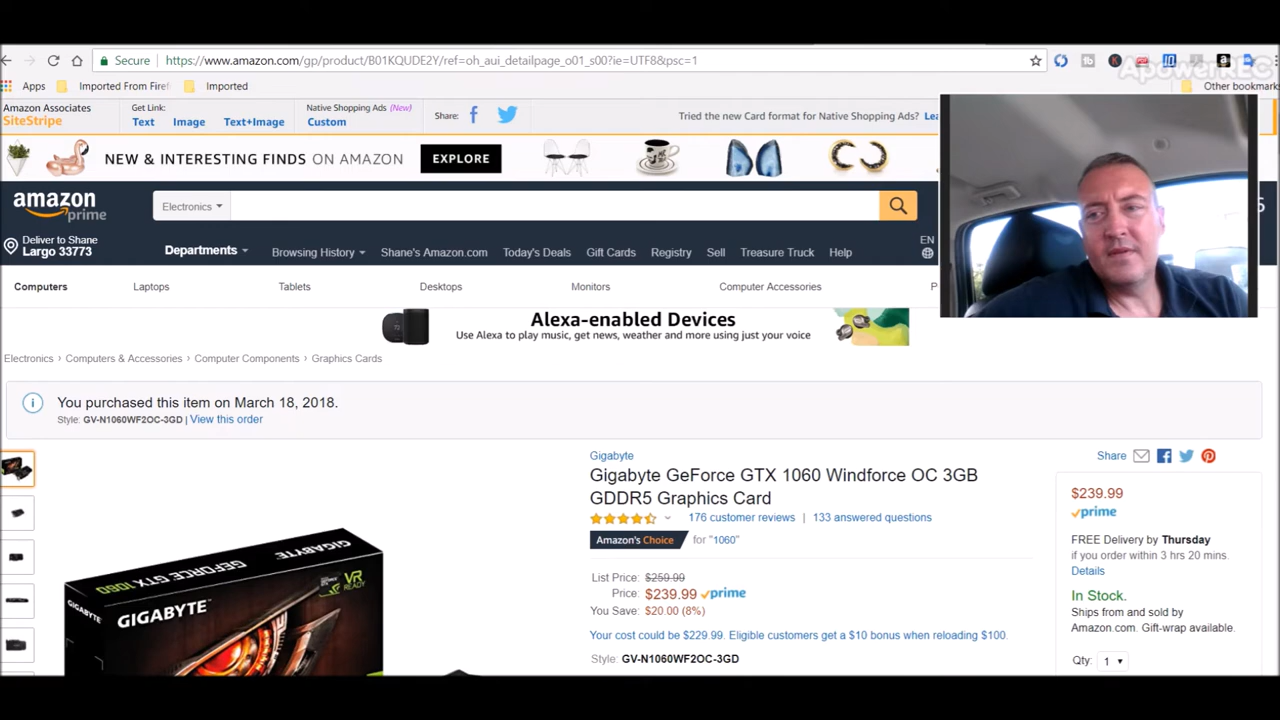 ApowerREC
Secure
https://www.amazon.com/gp/product/B01KQUDE2Y/ref=oh_aui_detailpage_o01_s00?ie=UTF8&psc=1
Apps
Imported From Firef
Imported
Other bookmarks
Amazon Associates
SiteStripe
Get Link:
Text
Image
Text+Image
Native Shopping Ads (New)
Custom
Share:
Tried the new Card format for Native Shopping Ads? Lea
NEW & INTERESTING FINDS ON AMAZON
EXPLORE
amazon
prime
Electronics
Deliver to Shane
Largo 33773
Departments
Browsing History
Shane's Amazon.com
Today's Deals
Gift Cards
Registry
Sell
Treasure Truck
Help
EN
Computers
Laptops
Tablets
Desktops
Monitors
Computer Accessories
P
Alexa-enabled Devices
Use Alexa to play music, get news, weather and more using just your voice
Electronics › Computers & Accessories › Computer Components › Graphics Cards
You purchased this item on March 18, 2018.
Style: GV-N1060WF2OC-3GD | View this order
GIGABYTE
GEFORCE GTX 1060
VR
READY
GIGABYTE
Gigabyte
Gigabyte GeForce GTX 1060 Windforce OC 3GB
GDDR5 Graphics Card
176 customer reviews | 133 answered questions
Amazon's Choice for "1060"
List Price: $259.99
Price: $239.99 prime
You Save: $20.00 (8%)
Your cost could be $229.99. Eligible customers get a $10 bonus when reloading $100.
Style: GV-N1060WF2OC-3GD
Share
$239.99
prime
FREE Delivery by Thursday
if you order within 3 hrs 20 mins.
Details
In Stock.
Ships from and sold by
Amazon.com. Gift-wrap available.
Qty: 1